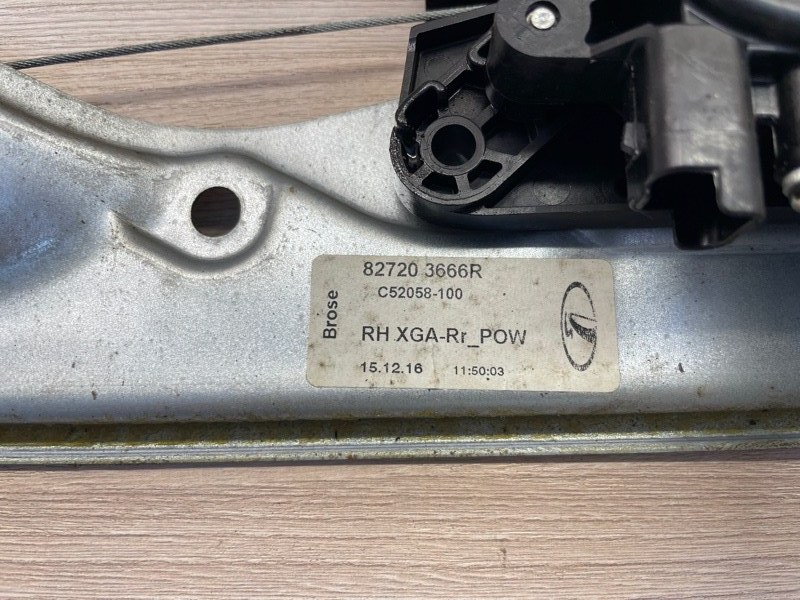 Brose
82720 3666R
C52058-100
RH XGA-Rr_POW
15.12.16 11:50:03